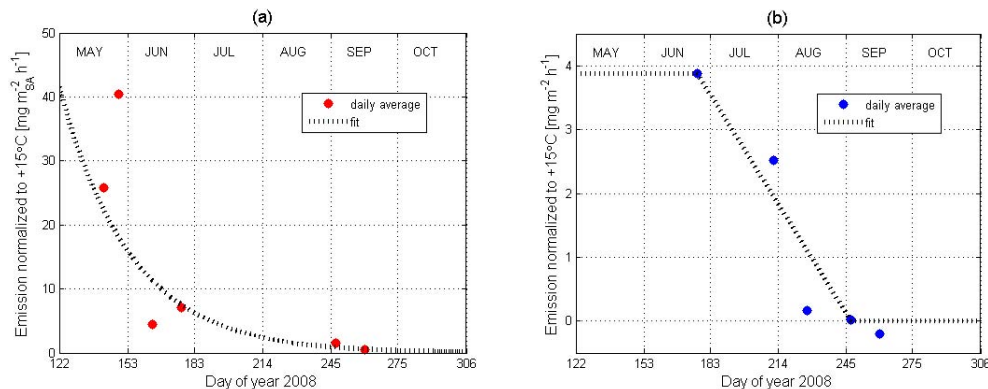 (a)
Emission normalized to +15°C [mg m-2 SA h-1]
50
40
30
20
10
0
MAY JUN JUL AUG SEP OCT
daily average
fit
122 153 183 214 245 275 306
Day of year 2008
(b)
Emission normalized to +15°C [mg m-2 h-1]
4
3
2
1
0
MAY JUN JUL AUG SEP OCT
daily average
fit
122 153 183 214 245 275 306
Day of year 2008